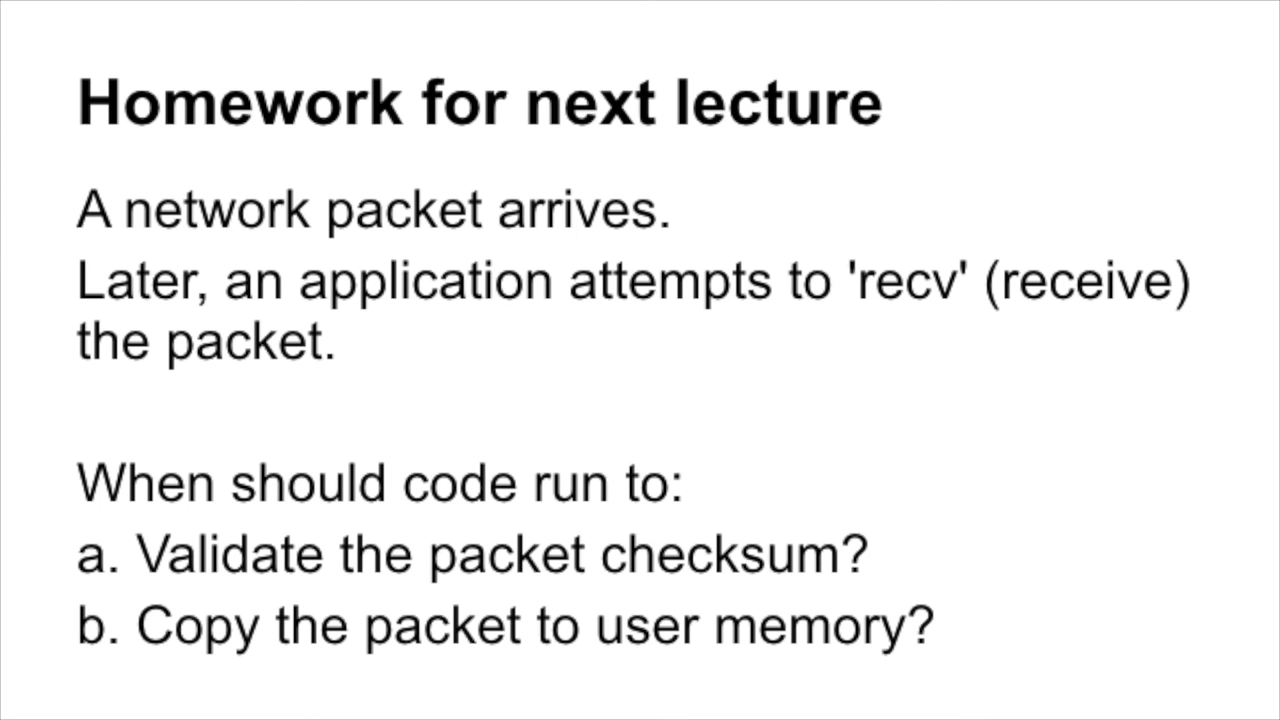 Homework for next lecture
A network packet arrives.
Later, an application attempts to 'recv' (receive)
the packet.
When should code run to:
a. Validate the packet checksum?
b. Copy the packet to user memory?